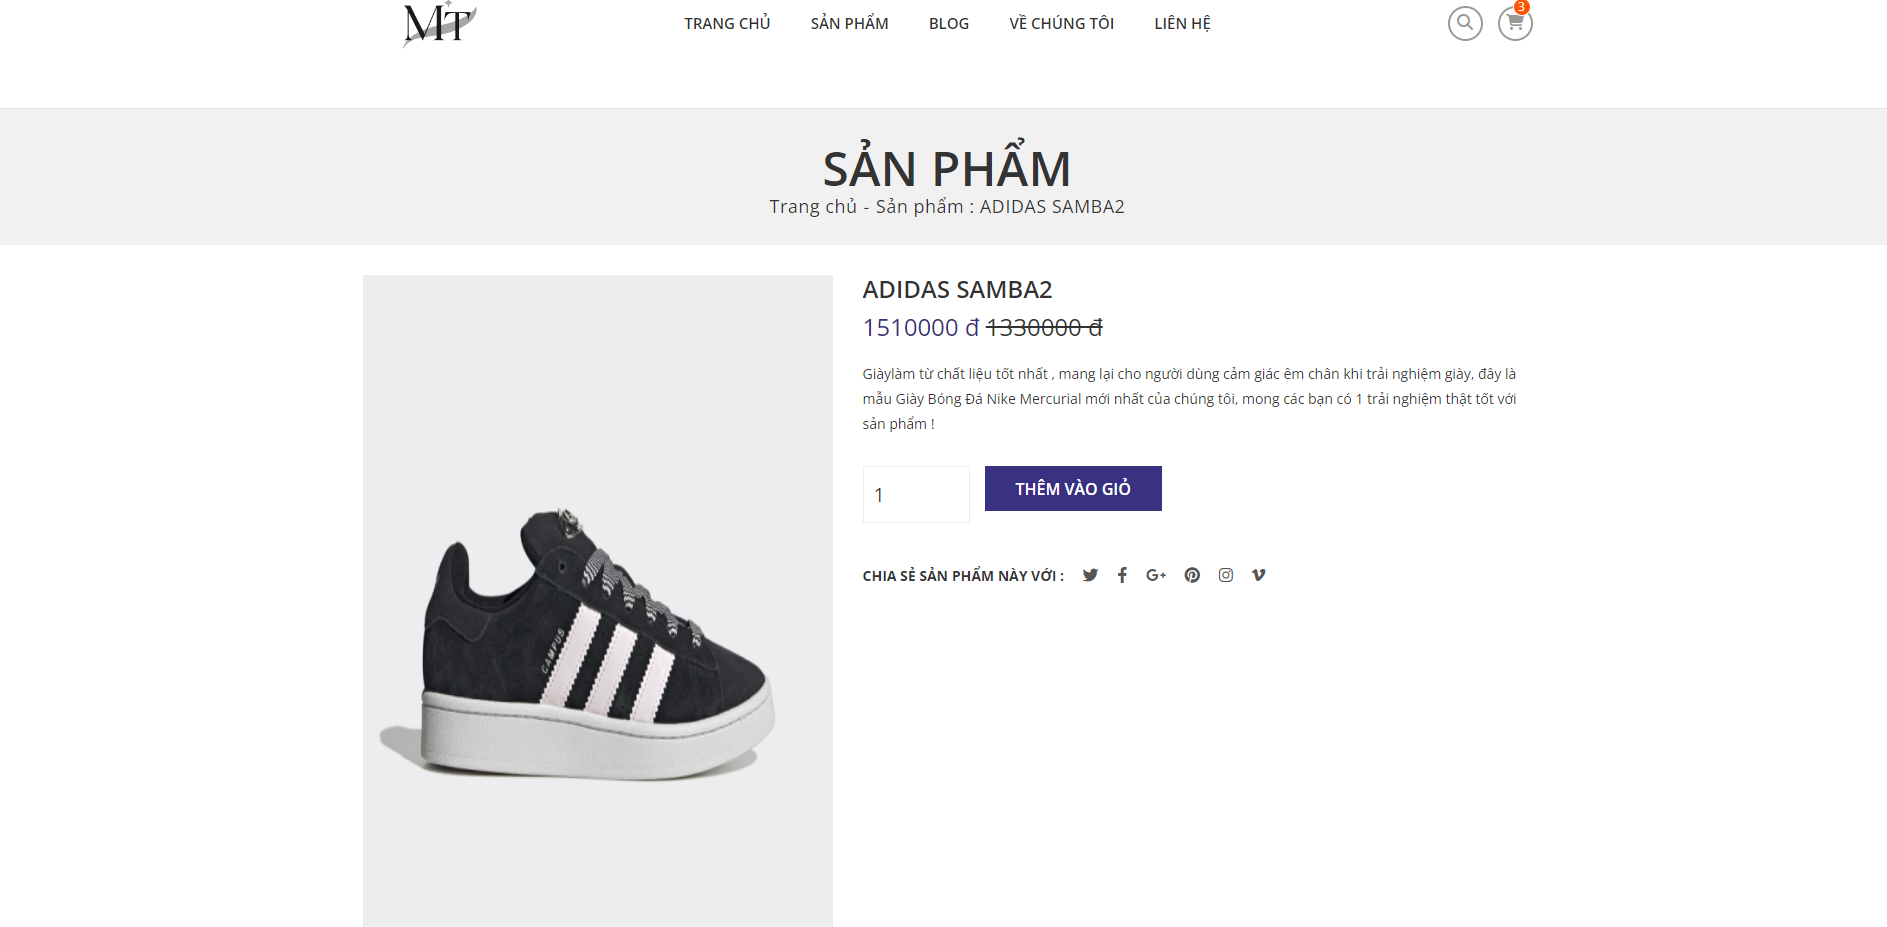 MT
TRANG CHỦ SẢN PHẨM BLOG VỀ CHÚNG TÔI LIÊN HỆ
3
SẢN PHẨM
Trang chủ - Sản phẩm : ADIDAS SAMBA2
ADIDAS SAMBA2
1510000 đ 1330000 đ
Giàylàm từ chất liệu tốt nhất , mang lại cho người dùng cảm giác êm chân khi trải nghiệm giày, đây là
mẫu Giày Bóng Đá Nike Mercurial mới nhất của chúng tôi, mong các bạn có 1 trải nghiệm thật tốt với
sản phẩm !
1
THÊM VÀO GIỎ
CHIA SẺ SẢN PHẨM NÀY VỚI :
CAMPUS